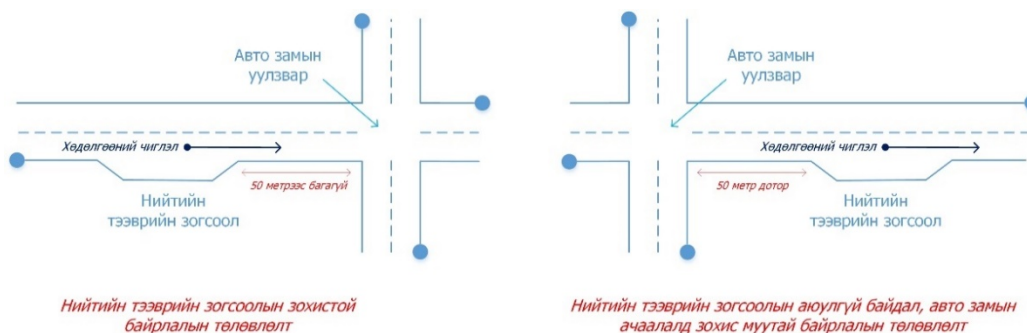 Авто замын
уулзвар
Хөдөлгөөний чиглэл
50 метрээс багагүй
Нийтийн
тээврийн зогсоол
Нийтийн тээврийн зогсоолын зохистой
байрлалын төлөвлөлт
Авто замын
уулзвар
Хөдөлгөөний чиглэл
50 метр дотор
Нийтийн
тээврийн зогсоол
Нийтийн тээврийн зогсоолын аюулгүй байдал, авто замын
ачаалалд зохис муутай байрлалын төлөвлөлт